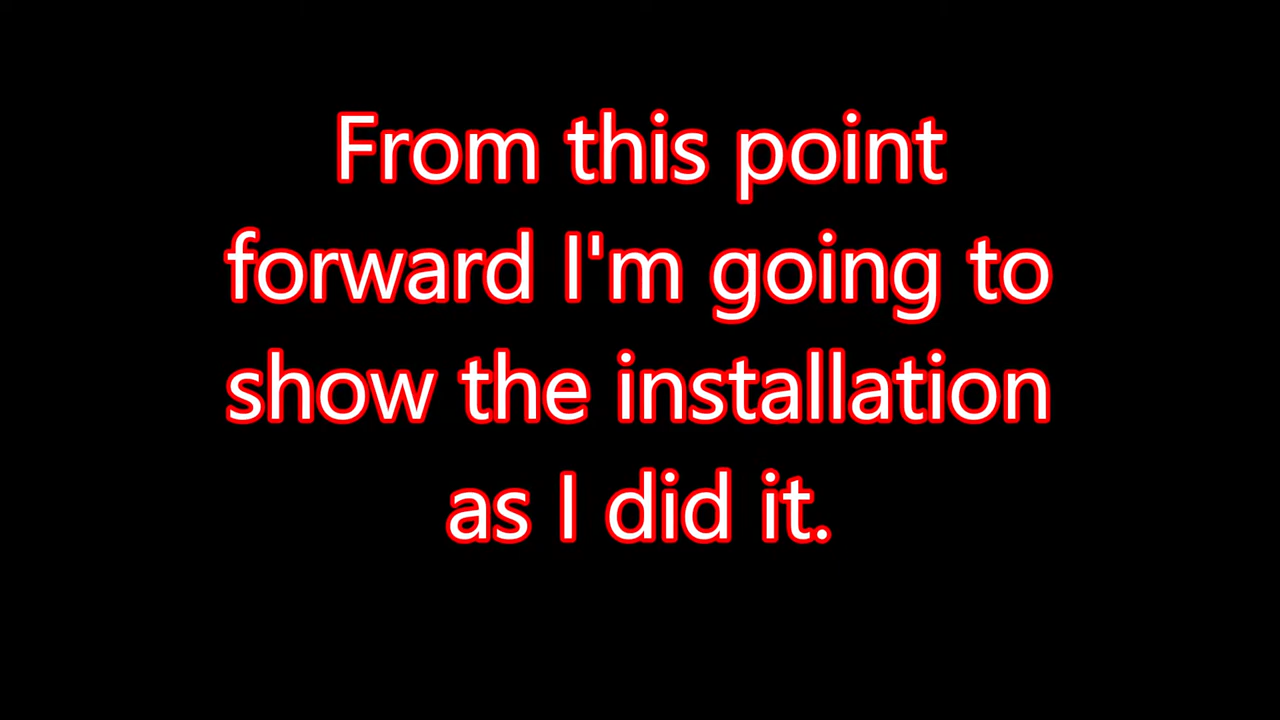 From this point
forward I'm going to
show the installation
as I did it.